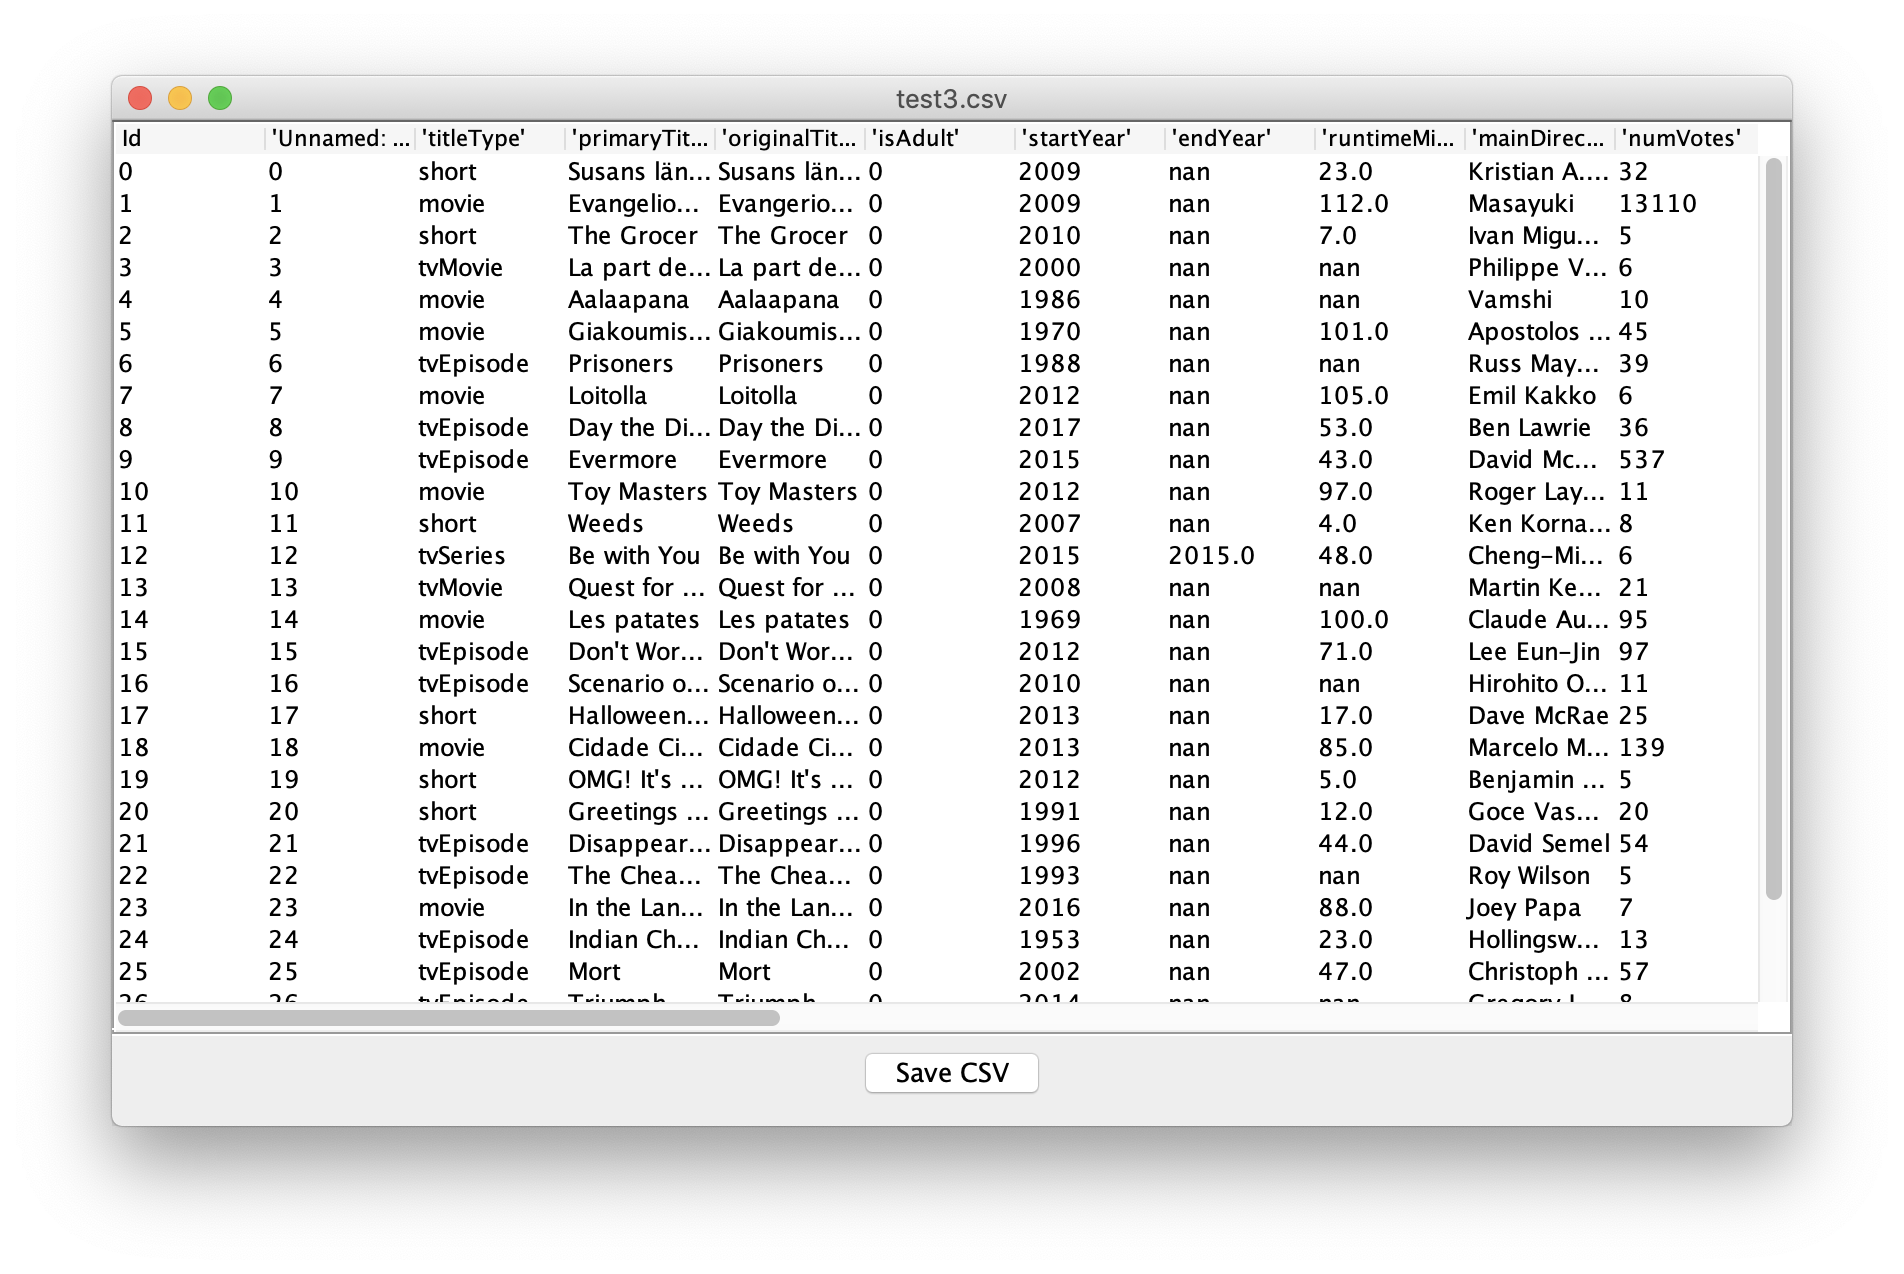 test3.csv
Id 'Unnamed: ... 'titleType' 'primaryTit... 'originalTit... 'isAdult' 'startYear' 'endYear' 'runtimeMi... 'mainDirec... 'numVotes'
0 0 short Susans län... Susans län... 0 2009 nan 23.0 Kristian A.... 32
1 1 movie Evangelio... Evangerio... 0 2009 nan 112.0 Masayuki 13110
2 2 short The Grocer The Grocer 0 2010 nan 7.0 Ivan Migu... 5
3 3 tvMovie La part de... La part de... 0 2000 nan nan Philippe V... 6
4 4 movie Aalaapana Aalaapana 0 1986 nan nan Vamshi 10
5 5 movie Giakoumis... Giakoumis... 0 1970 nan 101.0 Apostolos ... 45
6 6 tvEpisode Prisoners Prisoners 0 1988 nan nan Russ May... 39
7 7 movie Loitolla Loitolla 0 2012 nan 105.0 Emil Kakko 6
8 8 tvEpisode Day the Di... Day the Di... 0 2017 nan 53.0 Ben Lawrie 36
9 9 tvEpisode Evermore Evermore 0 2015 nan 43.0 David Mc... 537
10 10 movie Toy Masters Toy Masters 0 2012 nan 97.0 Roger Lay... 11
11 11 short Weeds Weeds 0 2007 nan 4.0 Ken Korna... 8
12 12 tvSeries Be with You Be with You 0 2015 2015.0 48.0 Cheng-Mi... 6
13 13 tvMovie Quest for ... Quest for ... 0 2008 nan nan Martin Ke... 21
14 14 movie Les patates Les patates 0 1969 nan 100.0 Claude Au... 95
15 15 tvEpisode Don't Wor... Don't Wor... 0 2012 nan 71.0 Lee Eun-Jin 97
16 16 tvEpisode Scenario o... Scenario o... 0 2010 nan nan Hirohito O... 11
17 17 short Halloween... Halloween... 0 2013 nan 17.0 Dave McRae 25
18 18 movie Cidade Ci... Cidade Ci... 0 2013 nan 85.0 Marcelo M... 139
19 19 short OMG! It's ... OMG! It's ... 0 2012 nan 5.0 Benjamin ... 5
20 20 short Greetings ... Greetings ... 0 1991 nan 12.0 Goce Vas... 20
21 21 tvEpisode Disappear... Disappear... 0 1996 nan 44.0 David Semel 54
22 22 tvEpisode The Chea... The Chea... 0 1993 nan nan Roy Wilson 5
23 23 movie In the Lan... In the Lan... 0 2016 nan 88.0 Joey Papa 7
24 24 tvEpisode Indian Ch... Indian Ch... 0 1953 nan 23.0 Hollingsw... 13
25 25 tvEpisode Mort Mort 0 2002 nan 47.0 Christoph ... 57
26 26 tvEpisode Triumph Triumph 0 2014 nan nan
Save CSV